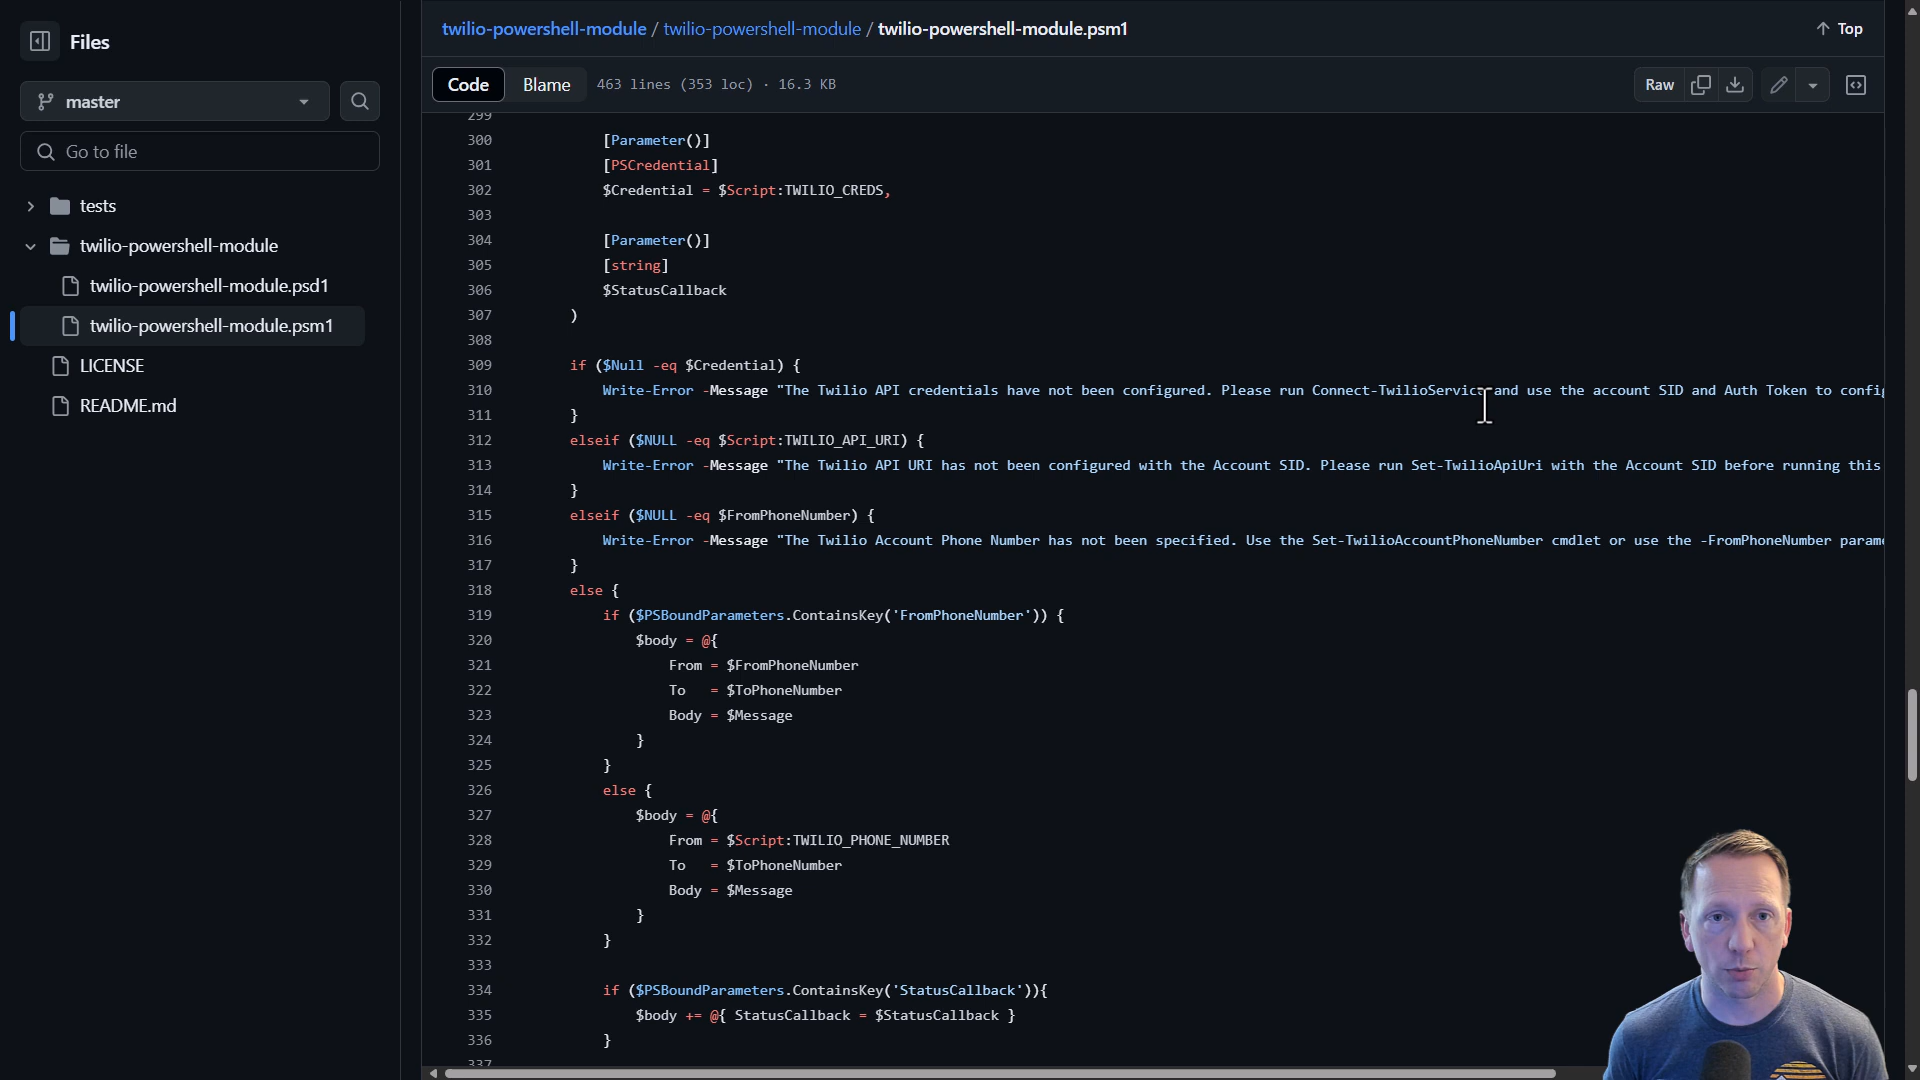 Files
master
Go to file
tests
twilio-powershell-module
twilio-powershell-module.psd1
twilio-powershell-module.psm1
LICENSE
README.md
twilio-powershell-module / twilio-powershell-module / twilio-powershell-module.psm1
Top
Code Blame 463 lines (353 loc) · 16.3 KB
Raw
299
300 [Parameter()]
301 [PSCredential]
302 $Credential = $Script:TWILIO_CREDS,
303
304 [Parameter()]
305 [string]
306 $StatusCallback
307 )
308
309 if ($Null -eq $Credential) {
310 Write-Error -Message "The Twilio API credentials have not been configured. Please run Connect-TwilioService and use the account SID and Auth Token to config
311 }
312 elseif ($NULL -eq $Script:TWILIO_API_URI) {
313 Write-Error -Message "The Twilio API URI has not been configured with the Account SID. Please run Set-TwilioApiUri with the Account SID before running this
314 }
315 elseif ($NULL -eq $FromPhoneNumber) {
316 Write-Error -Message "The Twilio Account Phone Number has not been specified. Use the Set-TwilioAccountPhoneNumber cmdlet or use the -FromPhoneNumber param
317 }
318 else {
319 if ($PSBoundParameters.ContainsKey('FromPhoneNumber')) {
320 $body = @{
321 From = $FromPhoneNumber
322 To = $ToPhoneNumber
323 Body = $Message
324 }
325 }
326 else {
327 $body = @{
328 From = $Script:TWILIO_PHONE_NUMBER
329 To = $ToPhoneNumber
330 Body = $Message
331 }
332 }
333
334 if ($PSBoundParameters.ContainsKey('StatusCallback')){
335 $body += @{ StatusCallback = $StatusCallback }
336 }
337